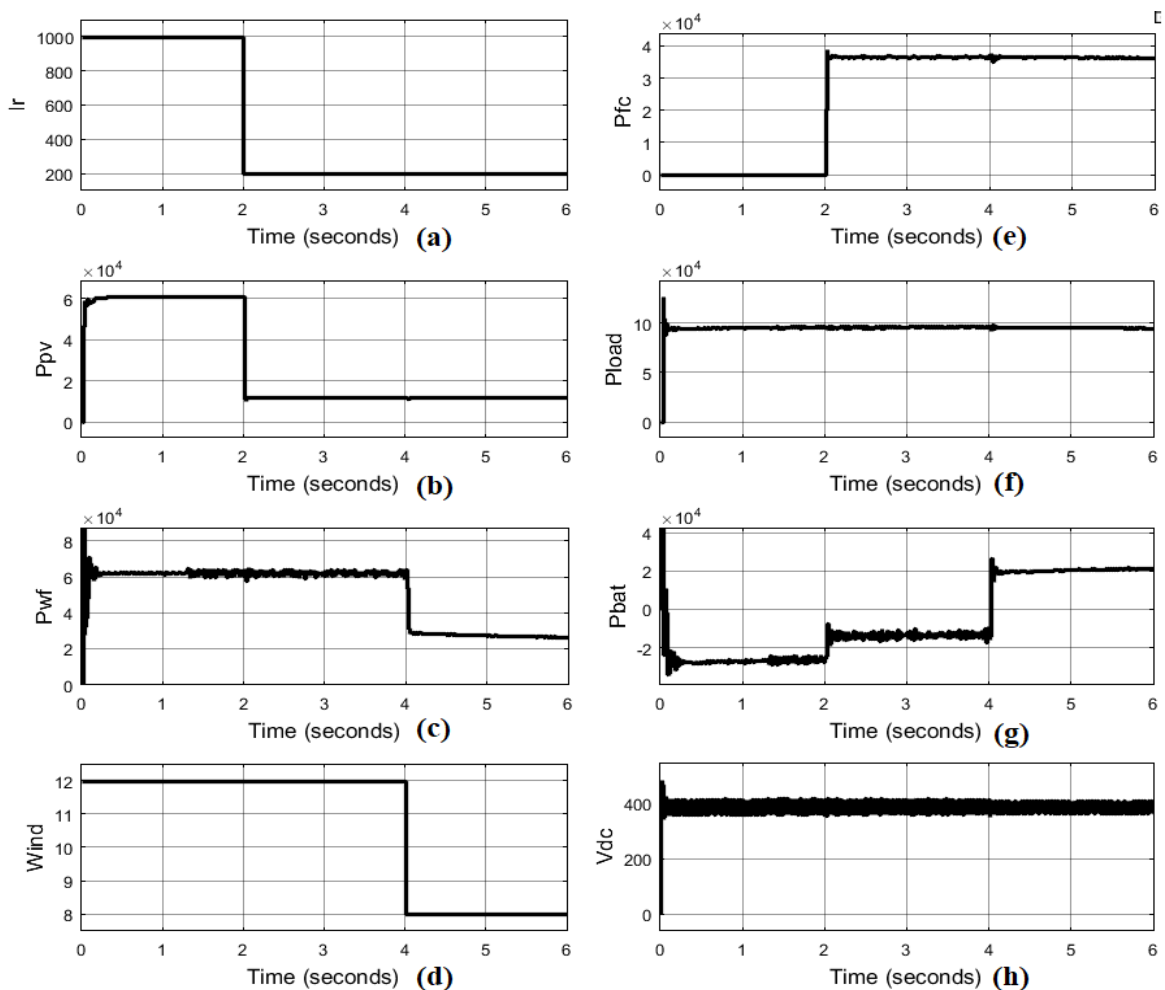 Ir
1000
800
600
400
200
0 1 2 3 4 5 6
Time (seconds) (a)
× 10^4
Ppv
6
4
2
0
0 1 2 3 4 5 6
Time (seconds) (b)
× 10^4
Pwf
8
6
4
2
0
0 1 2 3 4 5 6
Time (seconds) (c)
Wind
12
11
10
9
8
0 1 2 3 4 5 6
Time (seconds) (d)
× 10^4
Pfc
4
3
2
1
0
0 1 2 3 4 5 6
Time (seconds) (e)
× 10^4
Pload
10
5
0
0 1 2 3 4 5 6
Time (seconds) (f)
× 10^4
Pbat
4
2
0
-2
0 1 2 3 4 5 6
Time (seconds) (g)
Vdc
400
200
0
0 1 2 3 4 5 6
Time (seconds) (h)